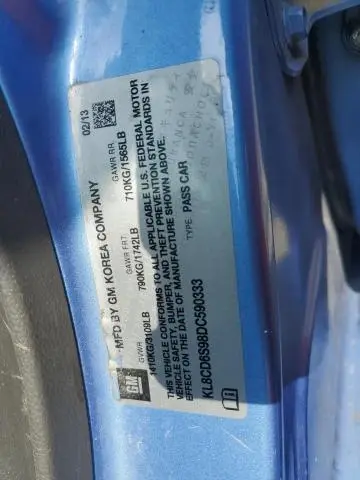 GM
MFD BY GM KOREA COMPANY 02/13
GVWR GAWR FRT GAWR RR
1410KG/3109LB 790KG/1742LB 710KG/1565LB
THIS VEHICLE CONFORMS TO ALL APPLICABLE U.S. FEDERAL MOTOR
VEHICLE SAFETY, BUMPER, AND THEFT PREVENTION STANDARDS IN
EFFECT ON THE DATE OF MANUFACTURE SHOWN ABOVE.
KL8CD6S98DC590333 TYPE: PASS CAR